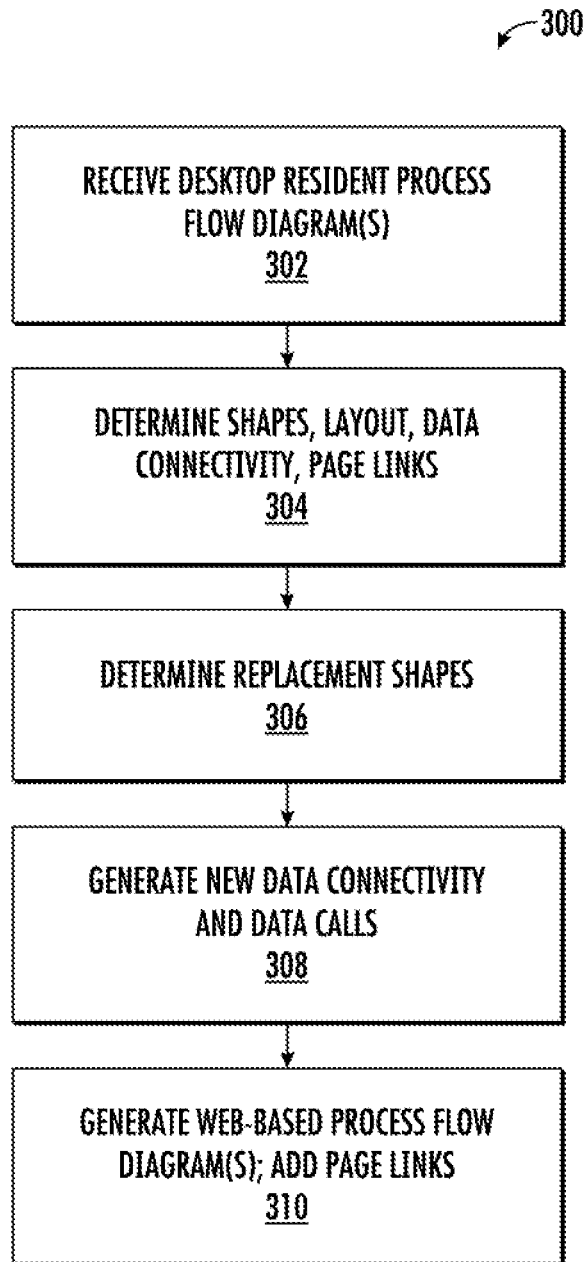 300
RECEIVE DESKTOP RESIDENT PROCESS
FLOW DIAGRAM(S)
302
DETERMINE SHAPES, LAYOUT, DATA
CONNECTIVITY, PAGE LINKS
304
DETERMINE REPLACEMENT SHAPES
306
GENERATE NEW DATA CONNECTIVITY
AND DATA CALLS
308
GENERATE WEB-BASED PROCESS FLOW
DIAGRAM(S); ADD PAGE LINKS
310